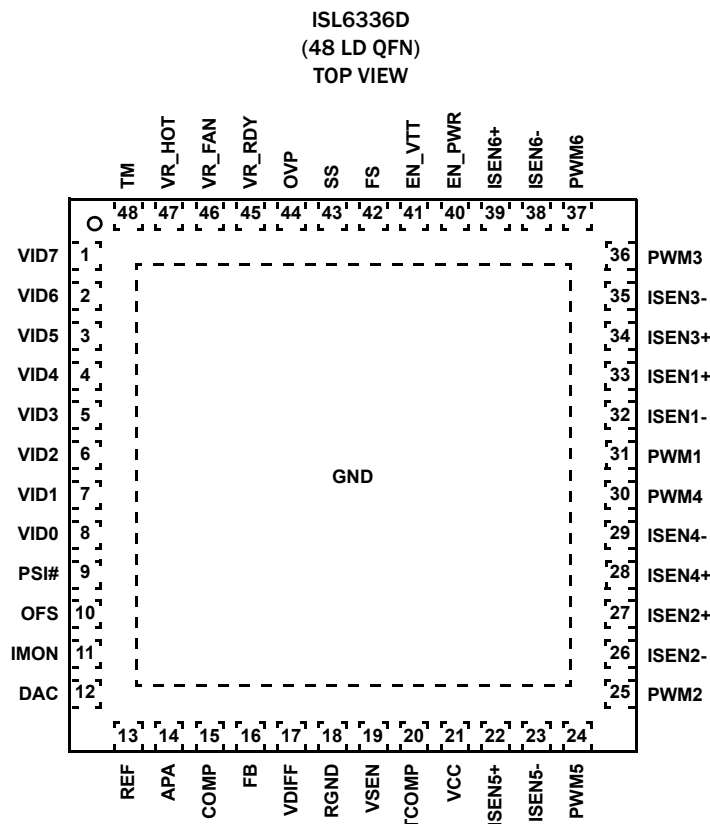 ISL6336D
(48 LD QFN)
TOP VIEW
TM
VR_HOT
VR_FAN
VR_RDY
OVP
SS
FS
EN_VTT
EN_PWR
ISEN6+
ISEN6-
PWM6
48 47 46 45 44 43 42 41 40 39 38 37
VID7 1
VID6 2
VID5 3
VID4 4
VID3 5
VID2 6
VID1 7
VID0 8
PSI# 9
OFS 10
IMON 11
DAC 12
GND
36 PWM3
35 ISEN3-
34 ISEN3+
33 ISEN1+
32 ISEN1-
31 PWM1
30 PWM4
29 ISEN4-
28 ISEN4+
27 ISEN2+
26 ISEN2-
25 PWM2
13 14 15 16 17 18 19 20 21 22 23 24
REF
APA
COMP
FB
VDIFF
RGND
VSEN
TCOMP
VCC
ISEN5+
ISEN5-
PWM5